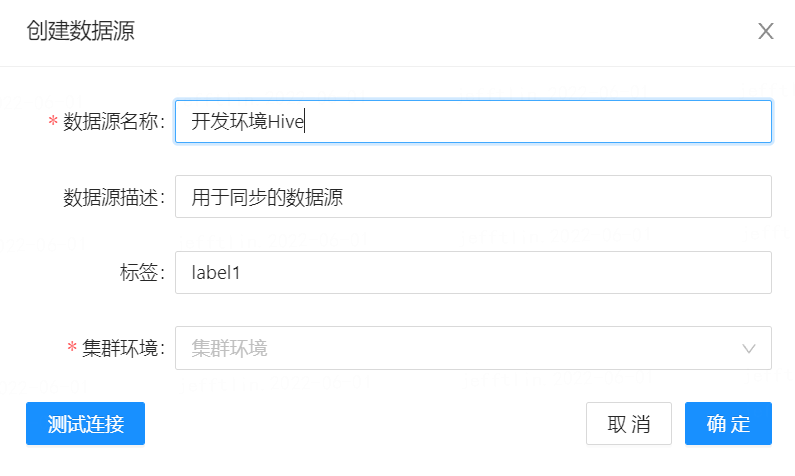 创建数据源
* 数据源名称: 开发环境Hive
数据源描述: 用于同步的数据源
标签: label1
* 集群环境: 集群环境
测试连接 取 消 确 定